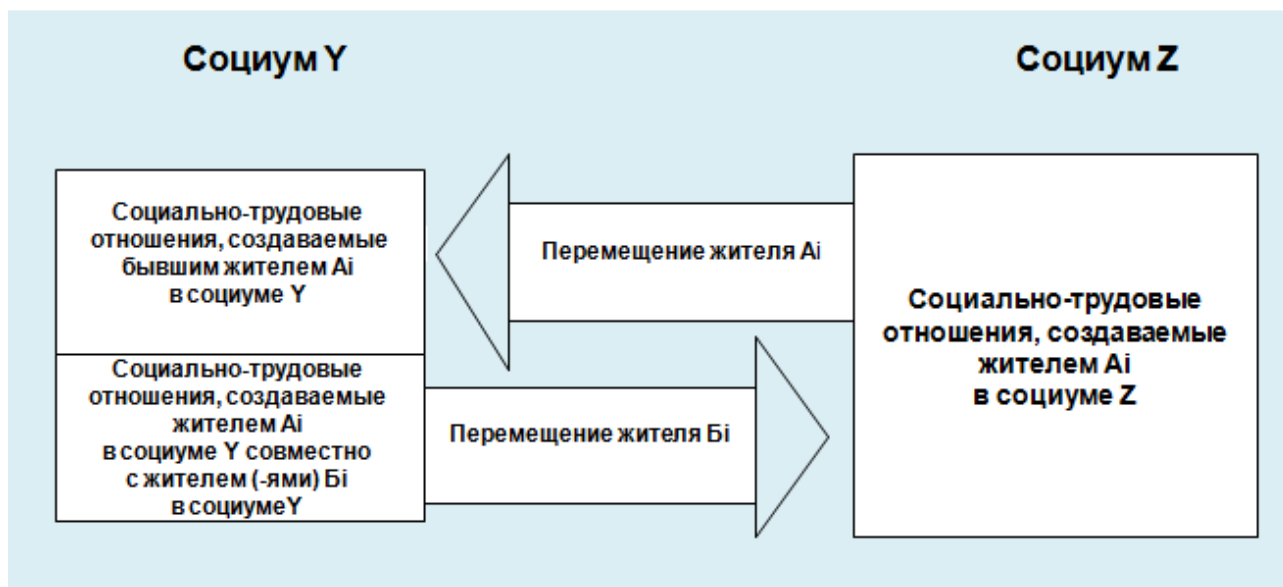 Социум Y
Социум Z
Социально-трудовые
отношения, создаваемые
бывшим жителем Ai
в социуме Y
Перемещение жителя Ai
Социально-трудовые
отношения, создаваемые
жителем Ai
в социуме Z
Социально-трудовые
отношения, создаваемые
жителем Ai
в социуме Y совместно
с жителем (-ями) Бi
в социумеY
Перемещение жителя Бi